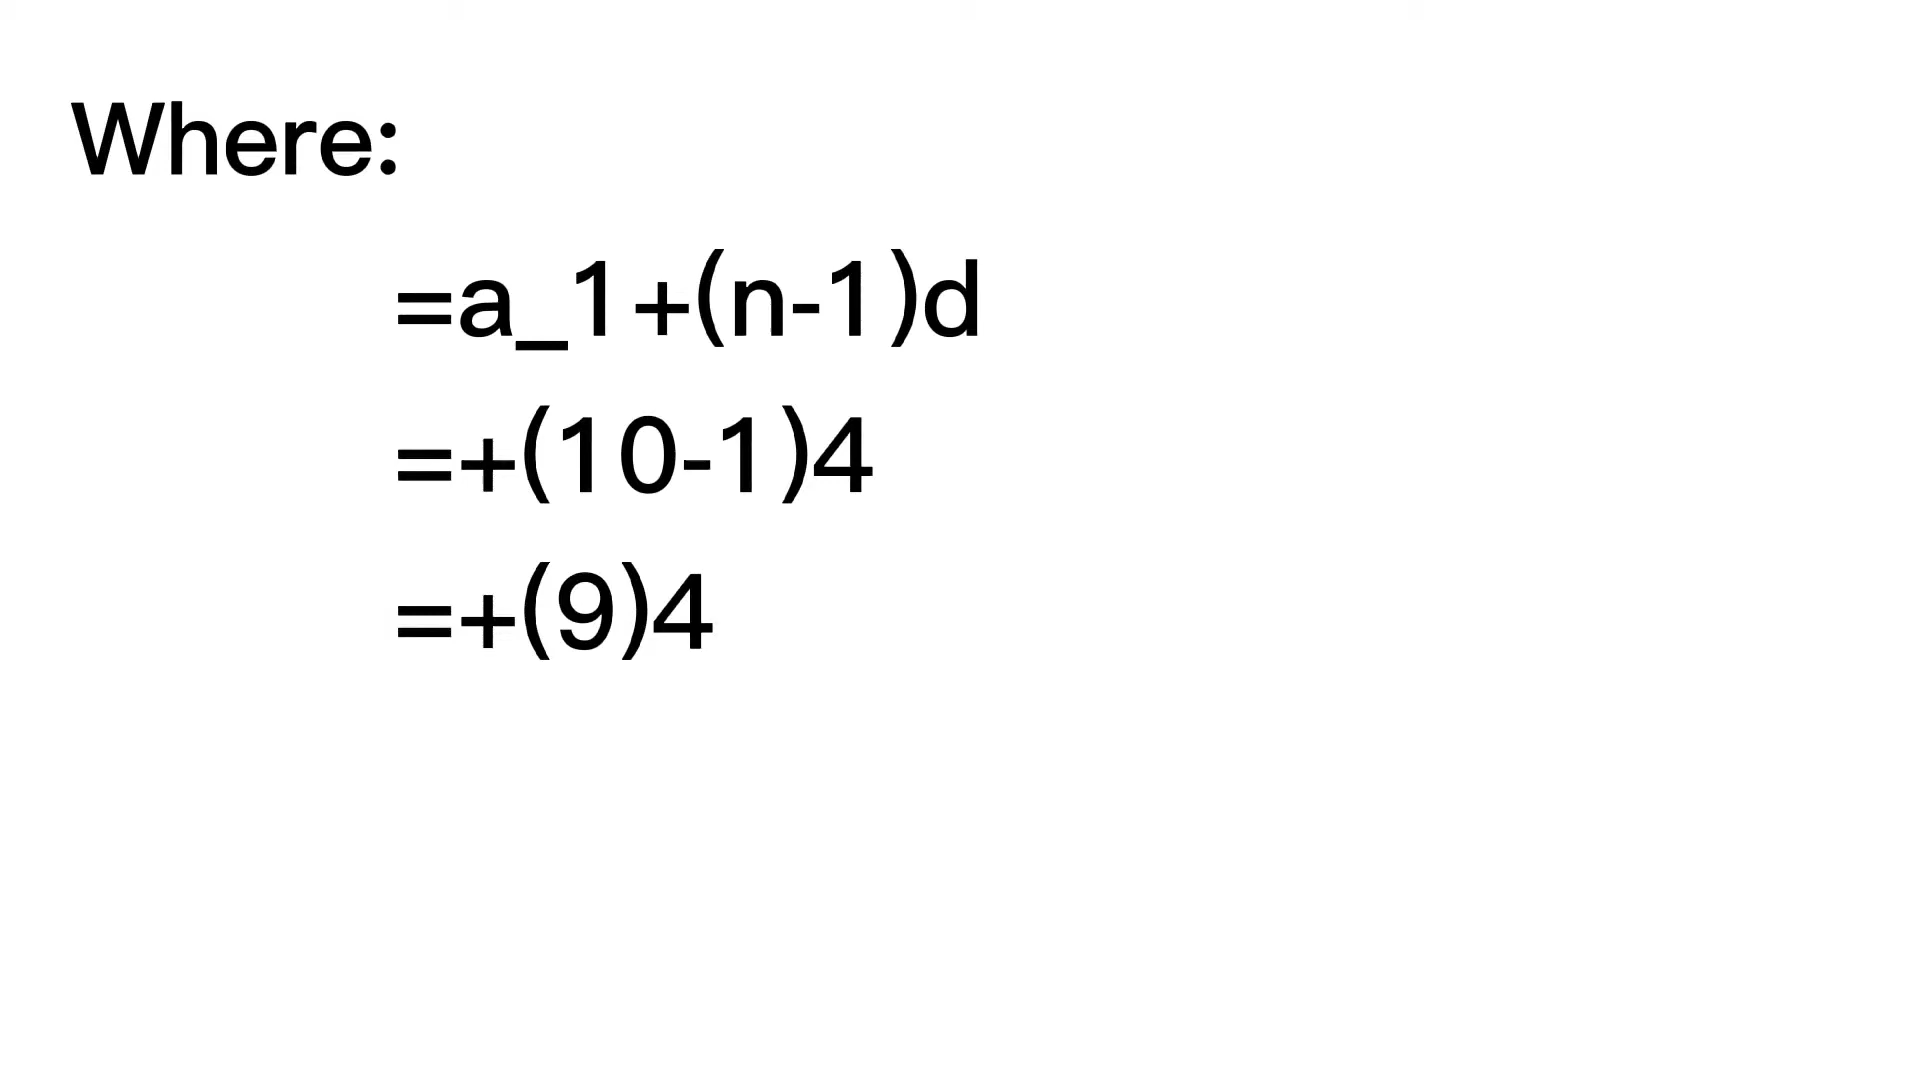 Where:
=a_1+(n-1)d
=+(10-1)4
=+(9)4